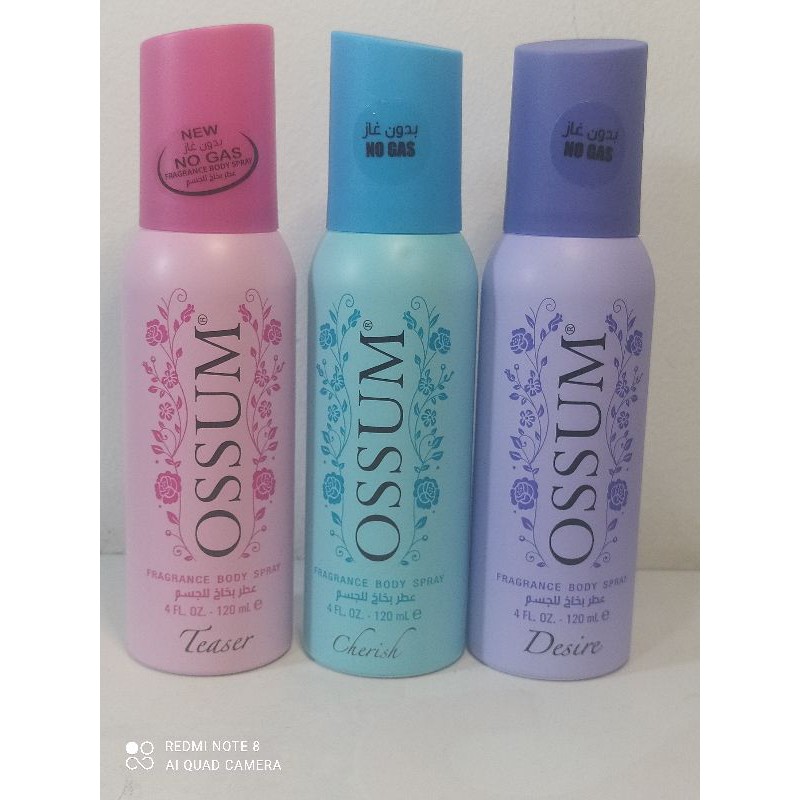 NEW
بدون غاز
NO GAS
FRAGRANCE BODY SPRAY
عطر بخاخ للجسم
OSSUM®
FRAGRANCE BODY SPRAY
عطر بخاخ للجسم
4 FL. OZ. - 120 mL e
Teaser
بدون غاز
NO GAS
OSSUM®
FRAGRANCE BODY SPRAY
عطر بخاخ للجسم
4 FL. OZ. - 120 mL e
Cherish
بدون غاز
NO GAS
OSSUM®
FRAGRANCE BODY SPRAY
عطر بخاخ للجسم
4 FL. OZ. - 120 mL e
Desire
REDMI NOTE 8
AI QUAD CAMERA